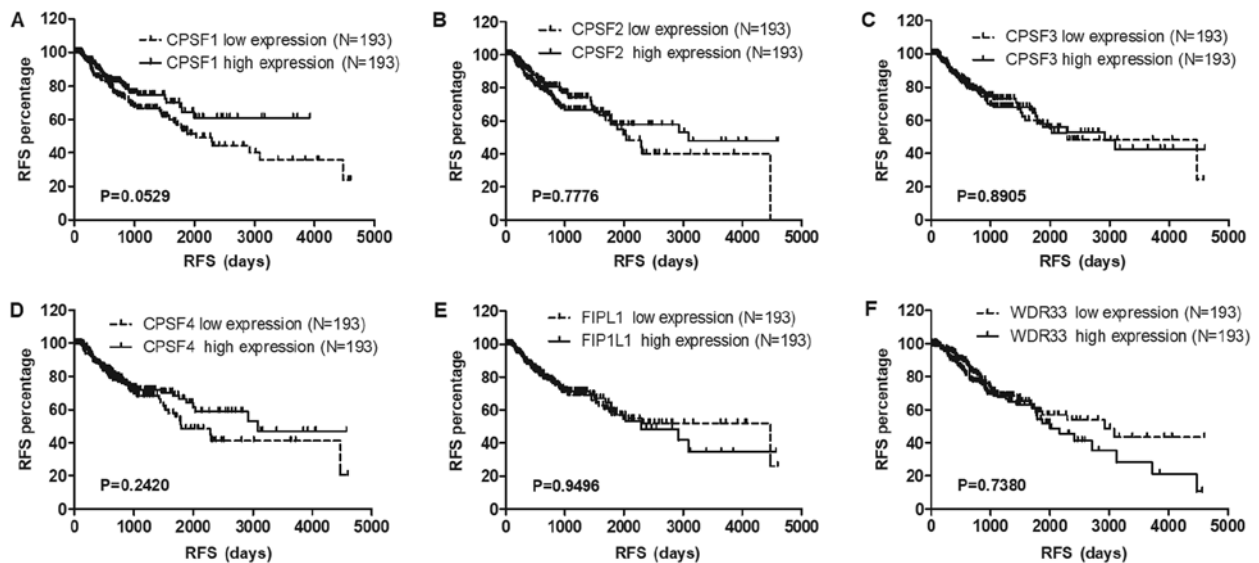 A
CPSF1 low expression (N=193)
CPSF1 high expression (N=193)
120
100
80
60
40
20
0
RFS percentage
P=0.0529
0 1000 2000 3000 4000 5000
RFS (days)
B
CPSF2 low expression (N=193)
CPSF2 high expression (N=193)
120
100
80
60
40
20
0
RFS percentage
P=0.7776
0 1000 2000 3000 4000 5000
RFS (days)
C
CPSF3 low expression (N=193)
CPSF3 high expression (N=193)
120
100
80
60
40
20
0
RFS percentage
P=0.8905
0 1000 2000 3000 4000 5000
RFS (days)
D
CPSF4 low expression (N=193)
CPSF4 high expression (N=193)
120
100
80
60
40
20
0
RFS percentage
P=0.2420
0 1000 2000 3000 4000 5000
RFS (days)
E
FIPL1 low expression (N=193)
FIP1L1 high expression (N=193)
120
100
80
60
40
20
0
RFS percentage
P=0.9496
0 1000 2000 3000 4000 5000
RFS (days)
F
WDR33 low expression (N=193)
WDR33 high expression (N=193)
120
100
80
60
40
20
0
RFS percentage
P=0.7380
0 1000 2000 3000 4000 5000
RFS (days)